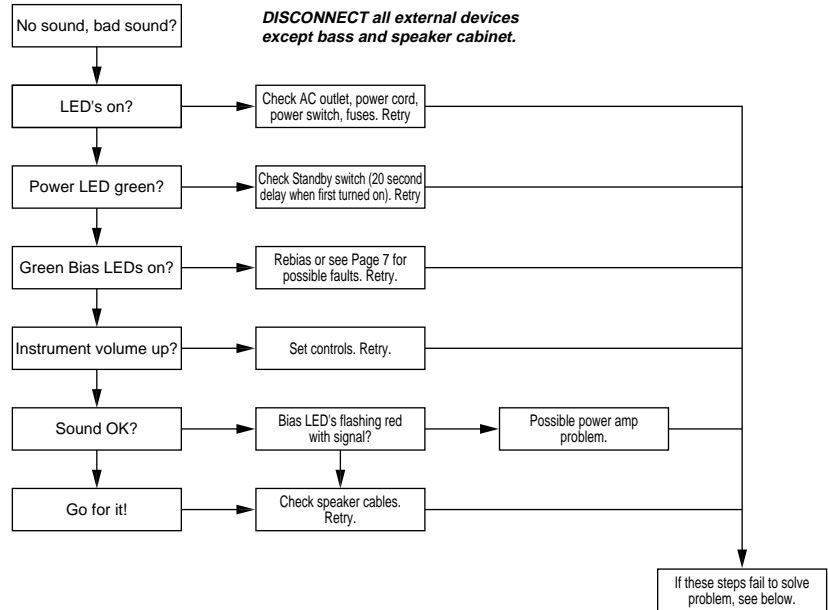 No sound, bad sound?
DISCONNECT all external devices
except bass and speaker cabinet.
LED's on?
Check AC outlet, power cord,
power switch, fuses. Retry
Power LED green?
Check Standby switch (20 second
delay when first turned on). Retry
Green Bias LEDs on?
Rebias or see Page 7 for
possible faults. Retry.
Instrument volume up?
Set controls. Retry.
Sound OK?
Bias LED's flashing red
with signal?
Possible power amp
problem.
Go for it!
Check speaker cables.
Retry.
If these steps fail to solve
problem, see below.